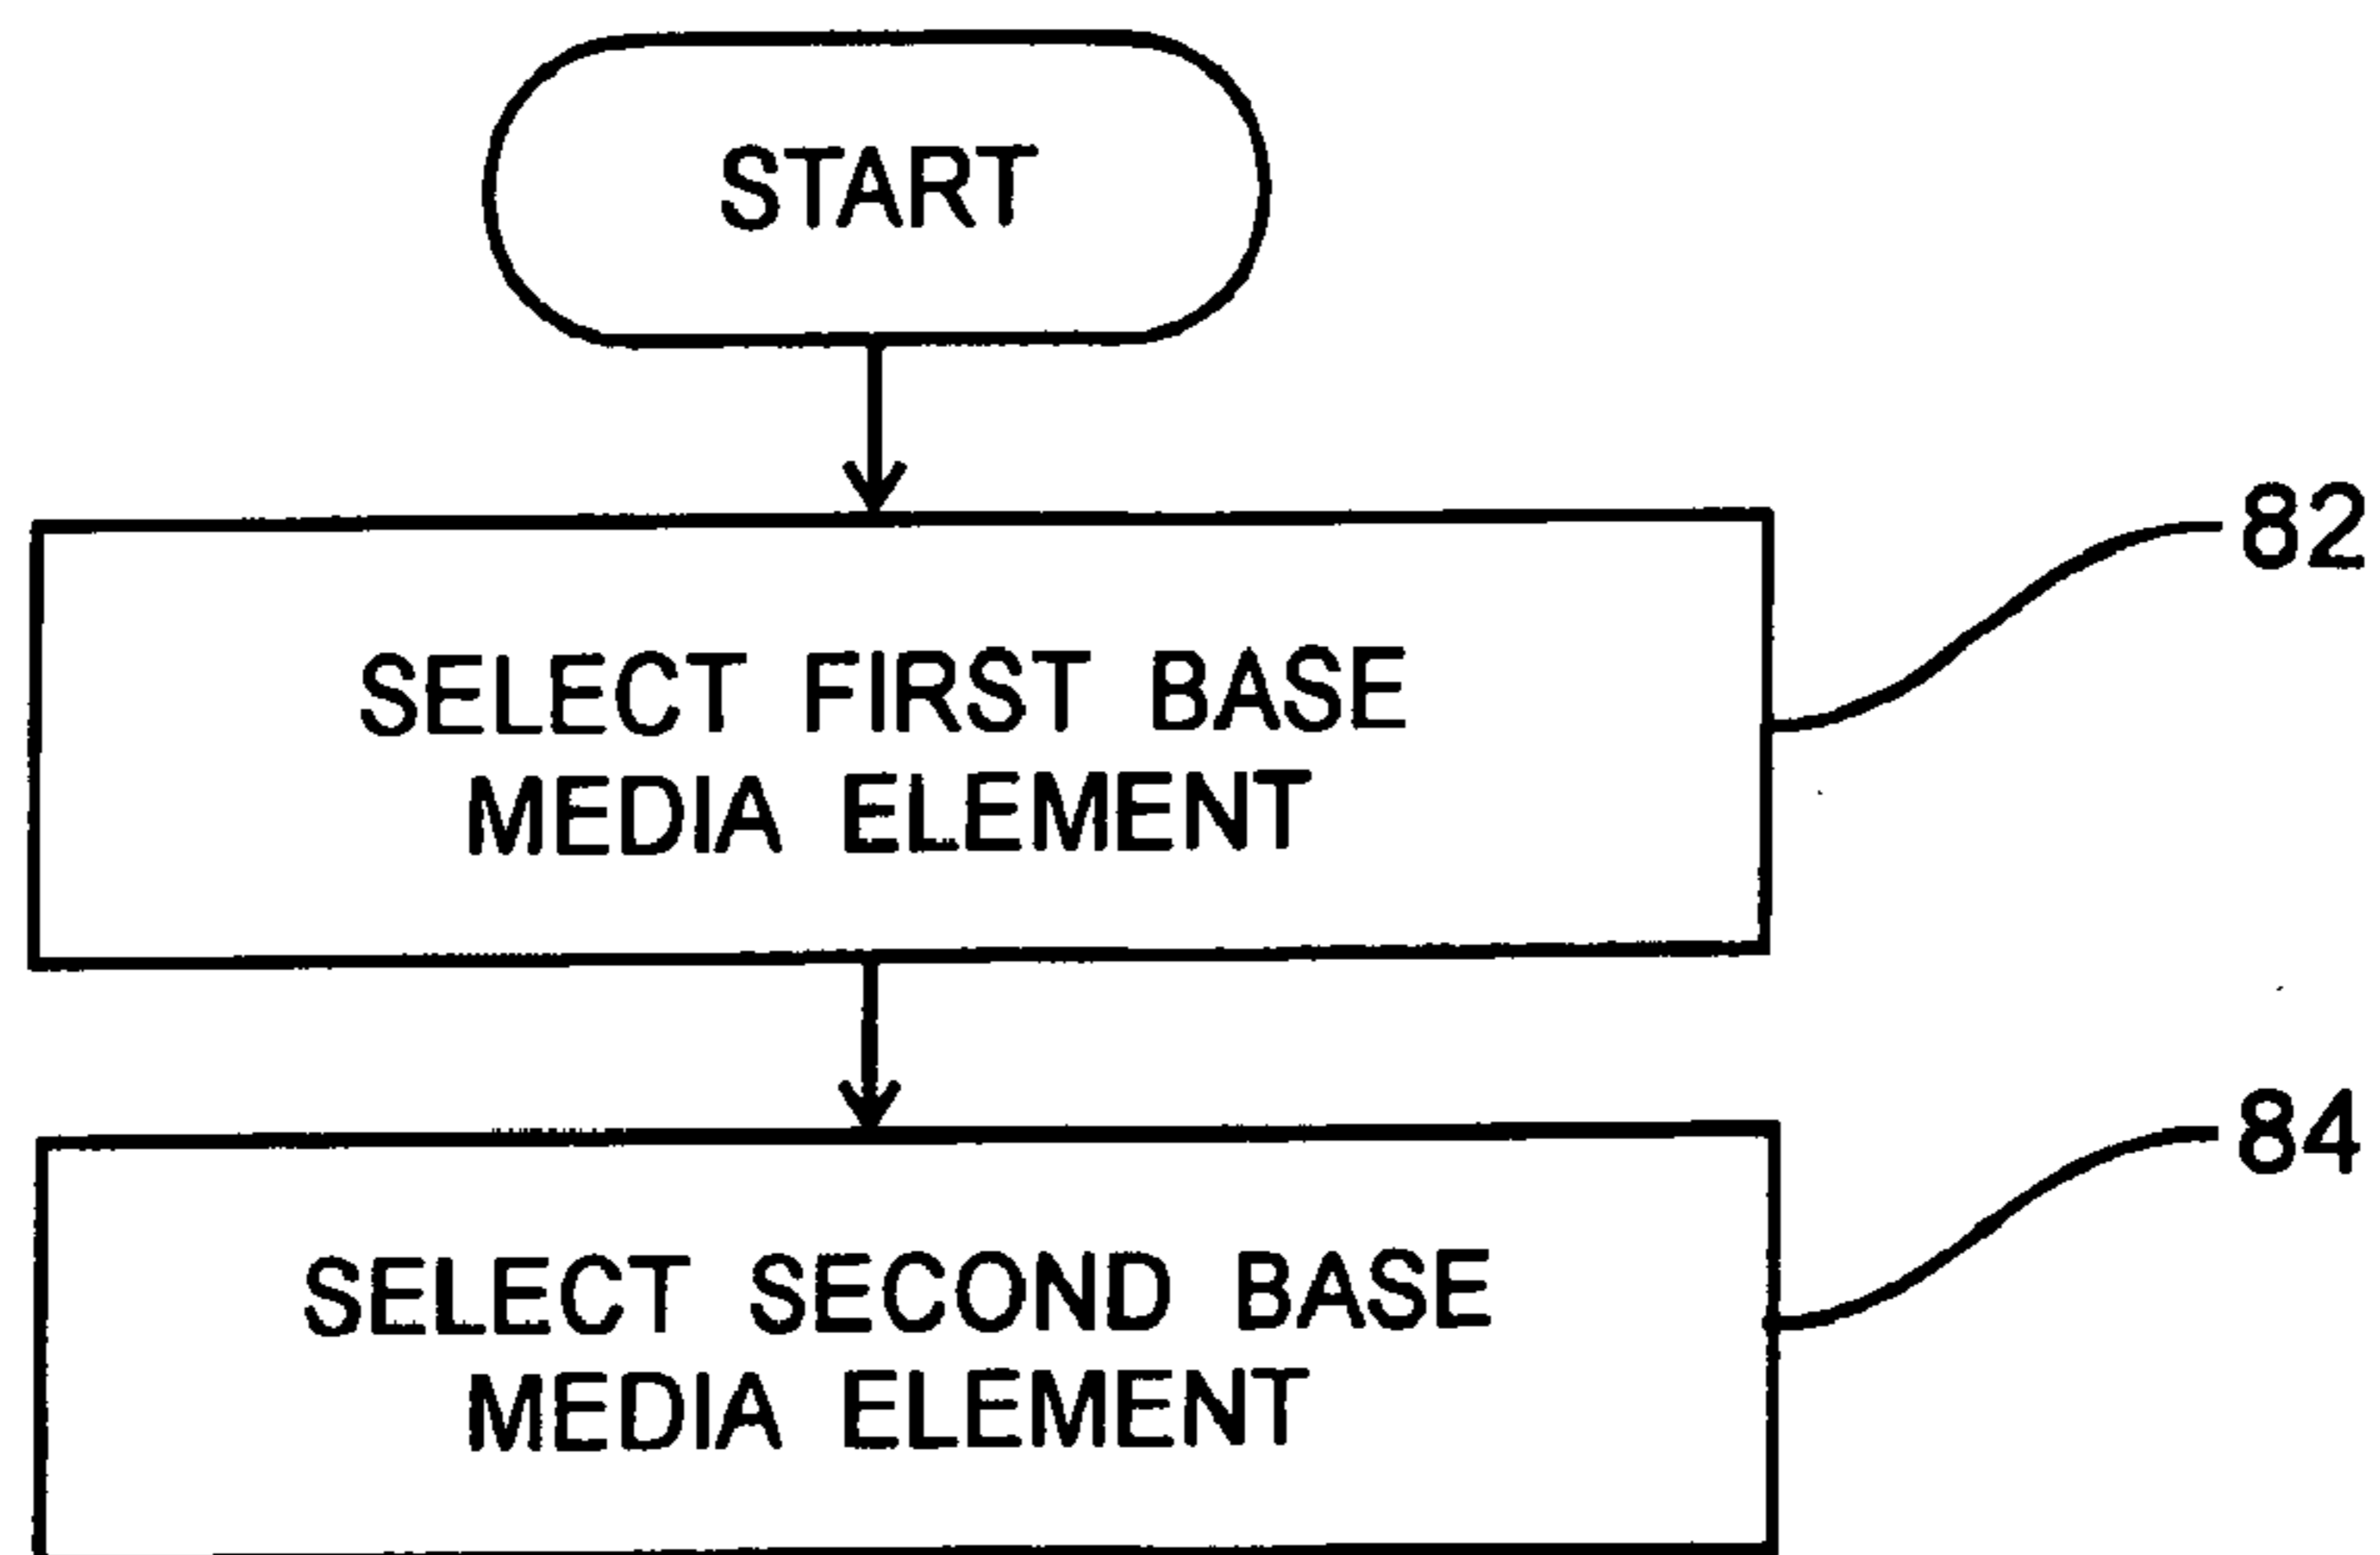 START
82
SELECT FIRST BASE
MEDIA ELEMENT
84
SELECT SECOND BASE
MEDIA ELEMENT